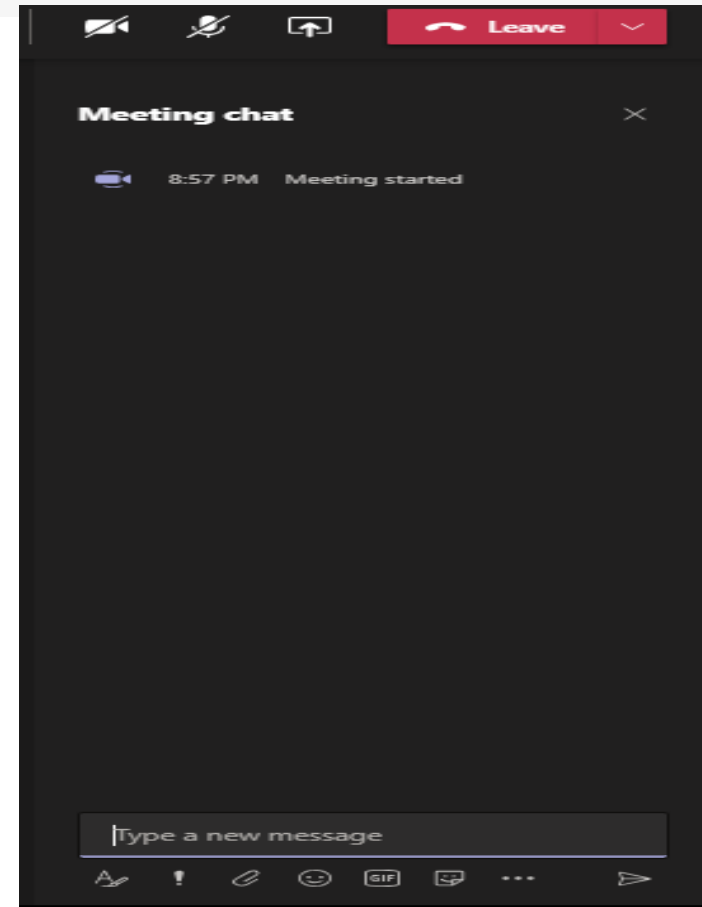 Leave
Meeting chat
8:57 PM Meeting started
Type a new message
GIF